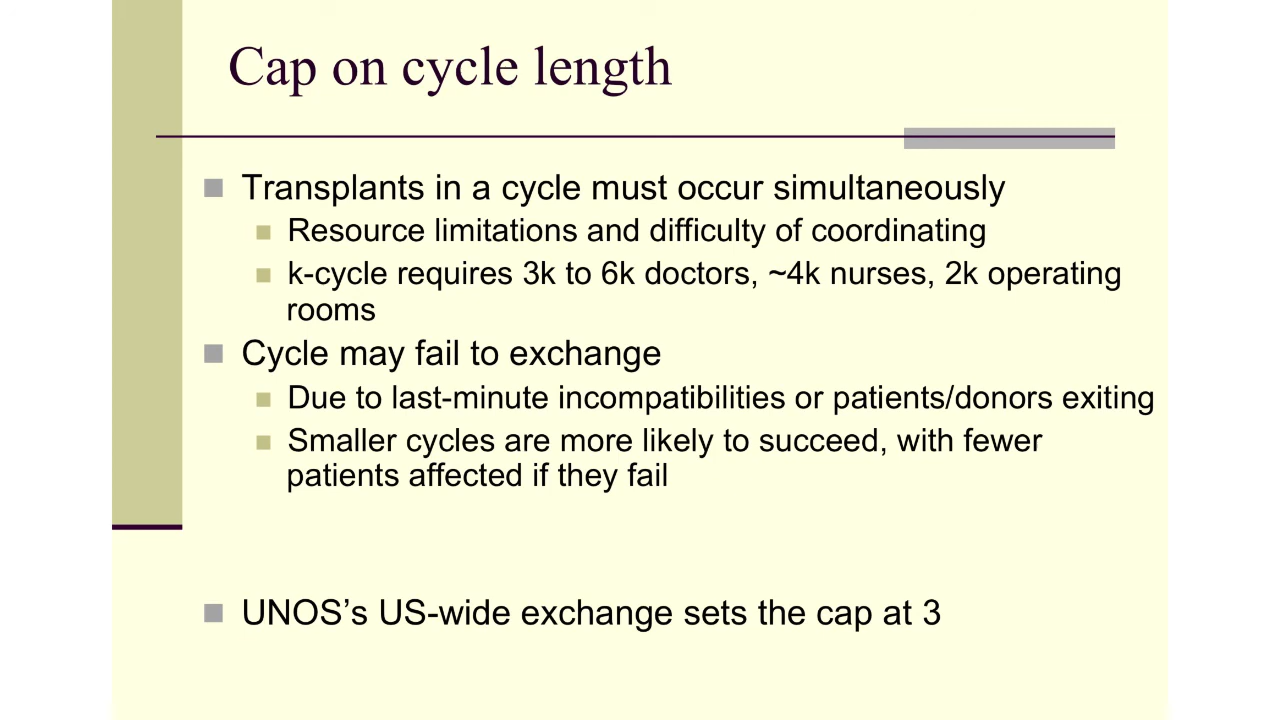 Cap on cycle length
Transplants in a cycle must occur simultaneously
Resource limitations and difficulty of coordinating
k-cycle requires 3k to 6k doctors, ~4k nurses, 2k operating
rooms
Cycle may fail to exchange
Due to last-minute incompatibilities or patients/donors exiting
Smaller cycles are more likely to succeed, with fewer
patients affected if they fail
UNOS’s US-wide exchange sets the cap at 3